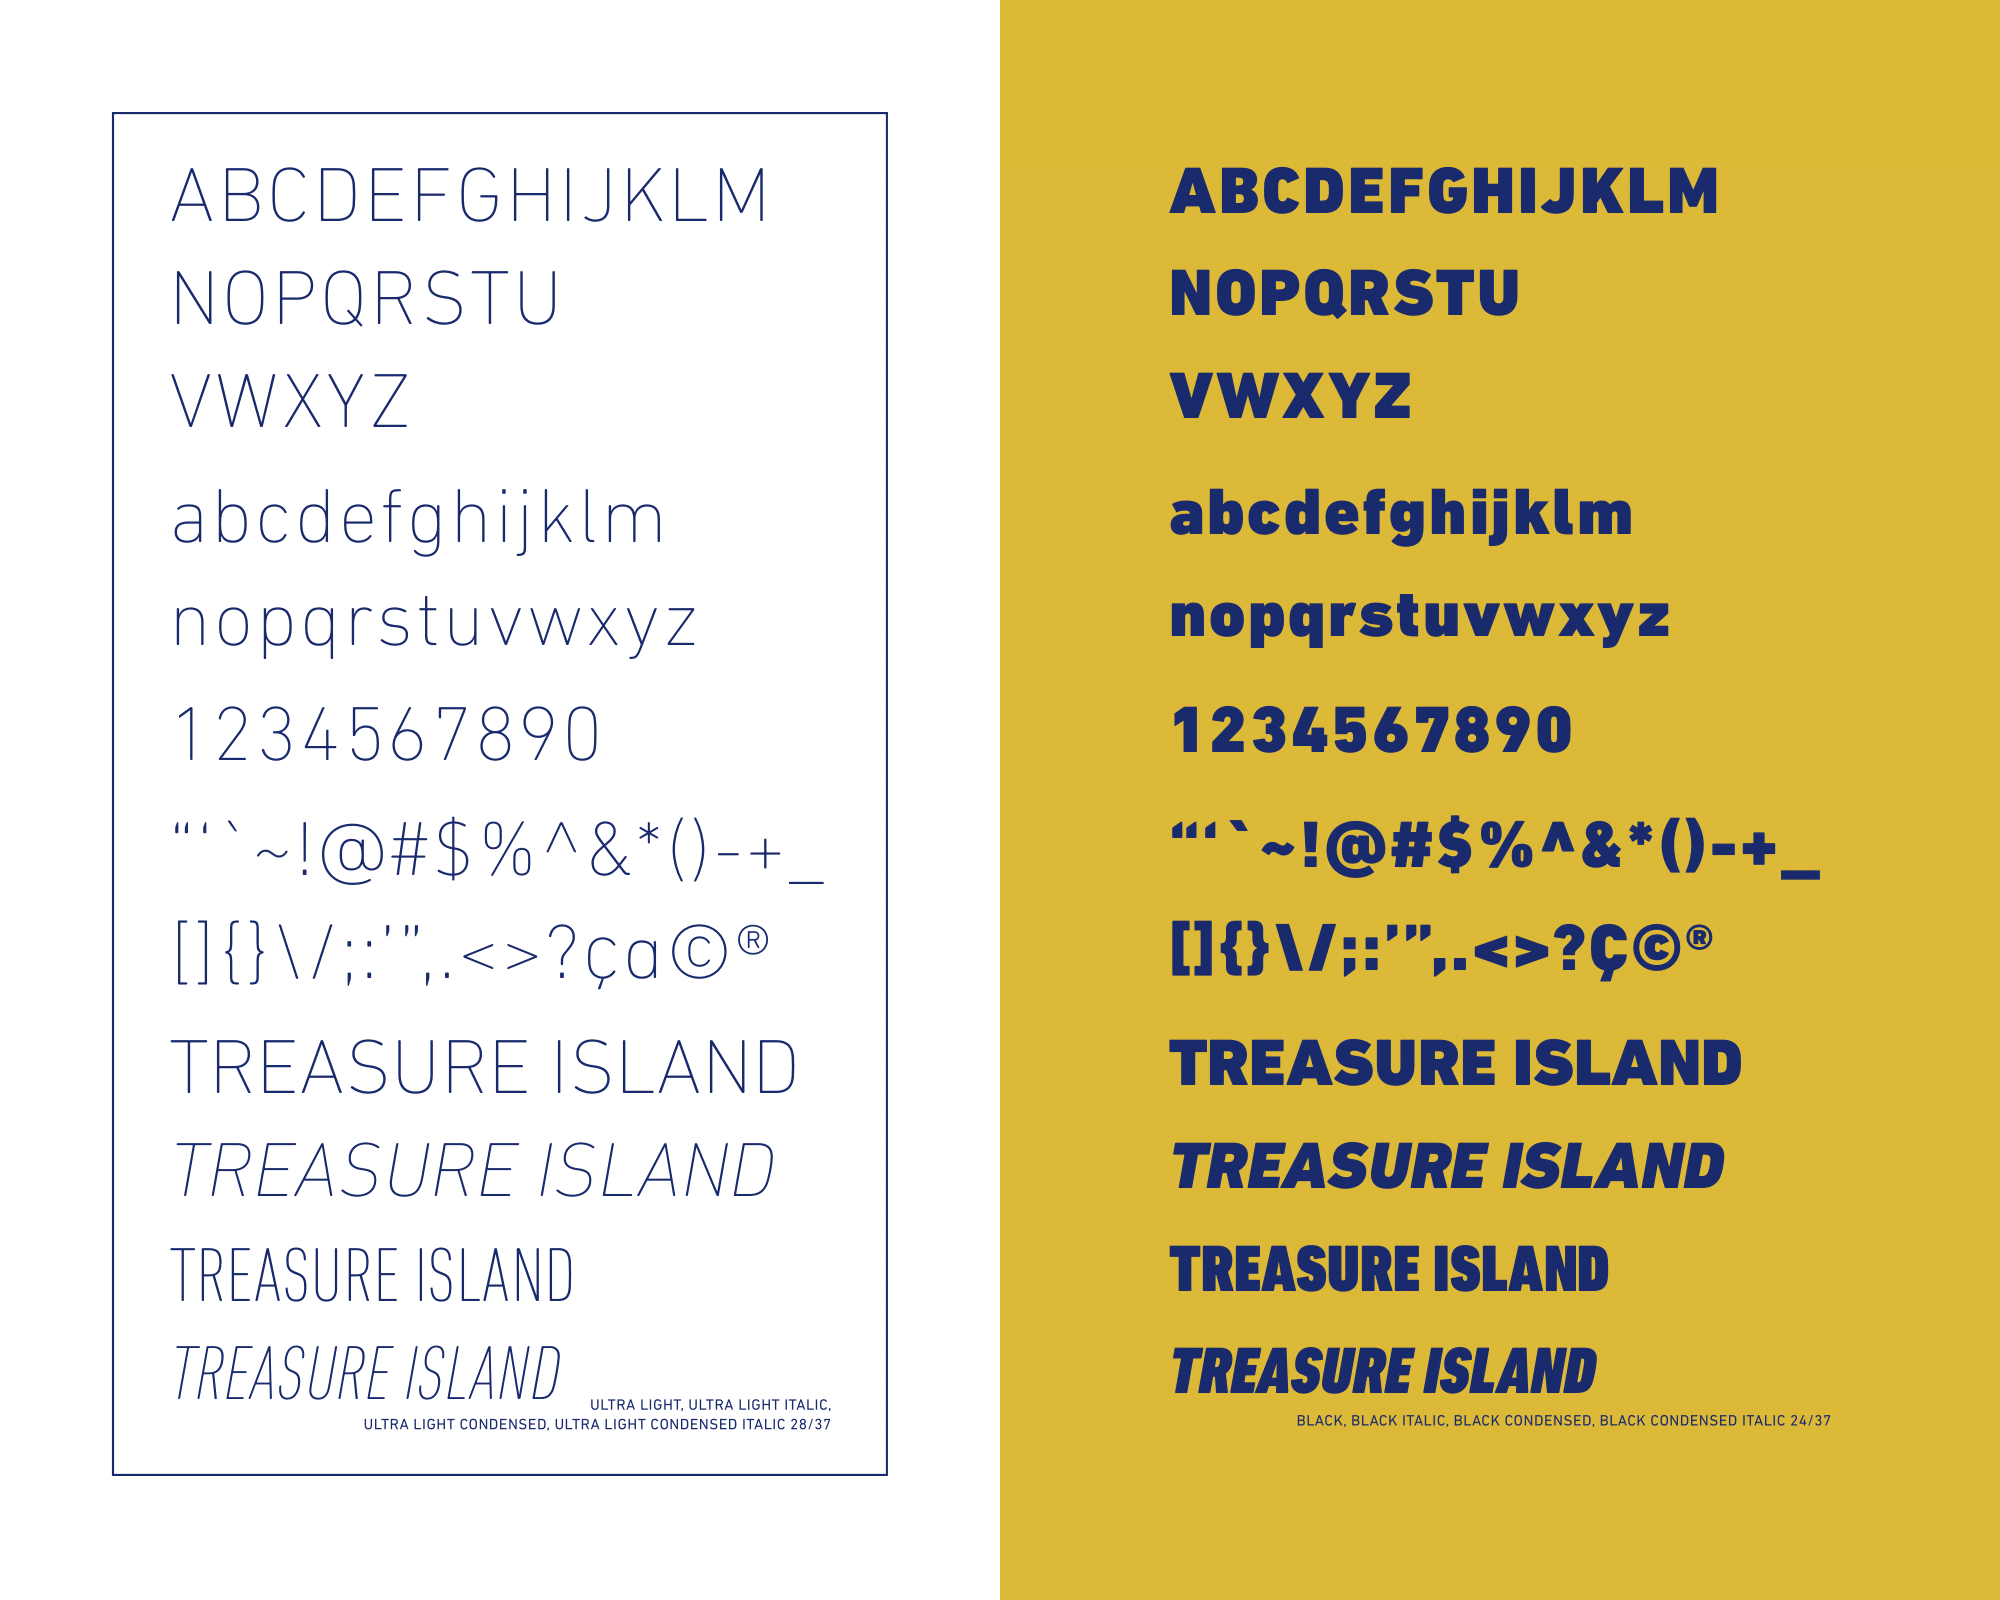 ABCDEFGHIJKLM
NOPQRSTU
VWXYZ
abcdefghijklm
nopqrstuvwxyz
1234567890
“‘`~!@#$%^&*()-+_
[]{}\/;:’”,.<>?ça©®
TREASURE ISLAND
TREASURE ISLAND
TREASURE ISLAND
TREASURE ISLAND
ULTRA LIGHT, ULTRA LIGHT ITALIC,
ULTRA LIGHT CONDENSED, ULTRA LIGHT CONDENSED ITALIC 28/37
ABCDEFGHIJKLM
NOPQRSTU
VWXYZ
abcdefghijklm
nopqrstuvwxyz
1234567890
“‘`~!@#$%^&*()-+_
[]{}\/;:’”,.<>?Ç©®
TREASURE ISLAND
TREASURE ISLAND
TREASURE ISLAND
TREASURE ISLAND
BLACK, BLACK ITALIC, BLACK CONDENSED, BLACK CONDENSED ITALIC 24/37